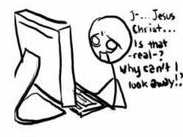 J-... Jesus
Christ...
Is that
-real-?
Why can't I
look away!?